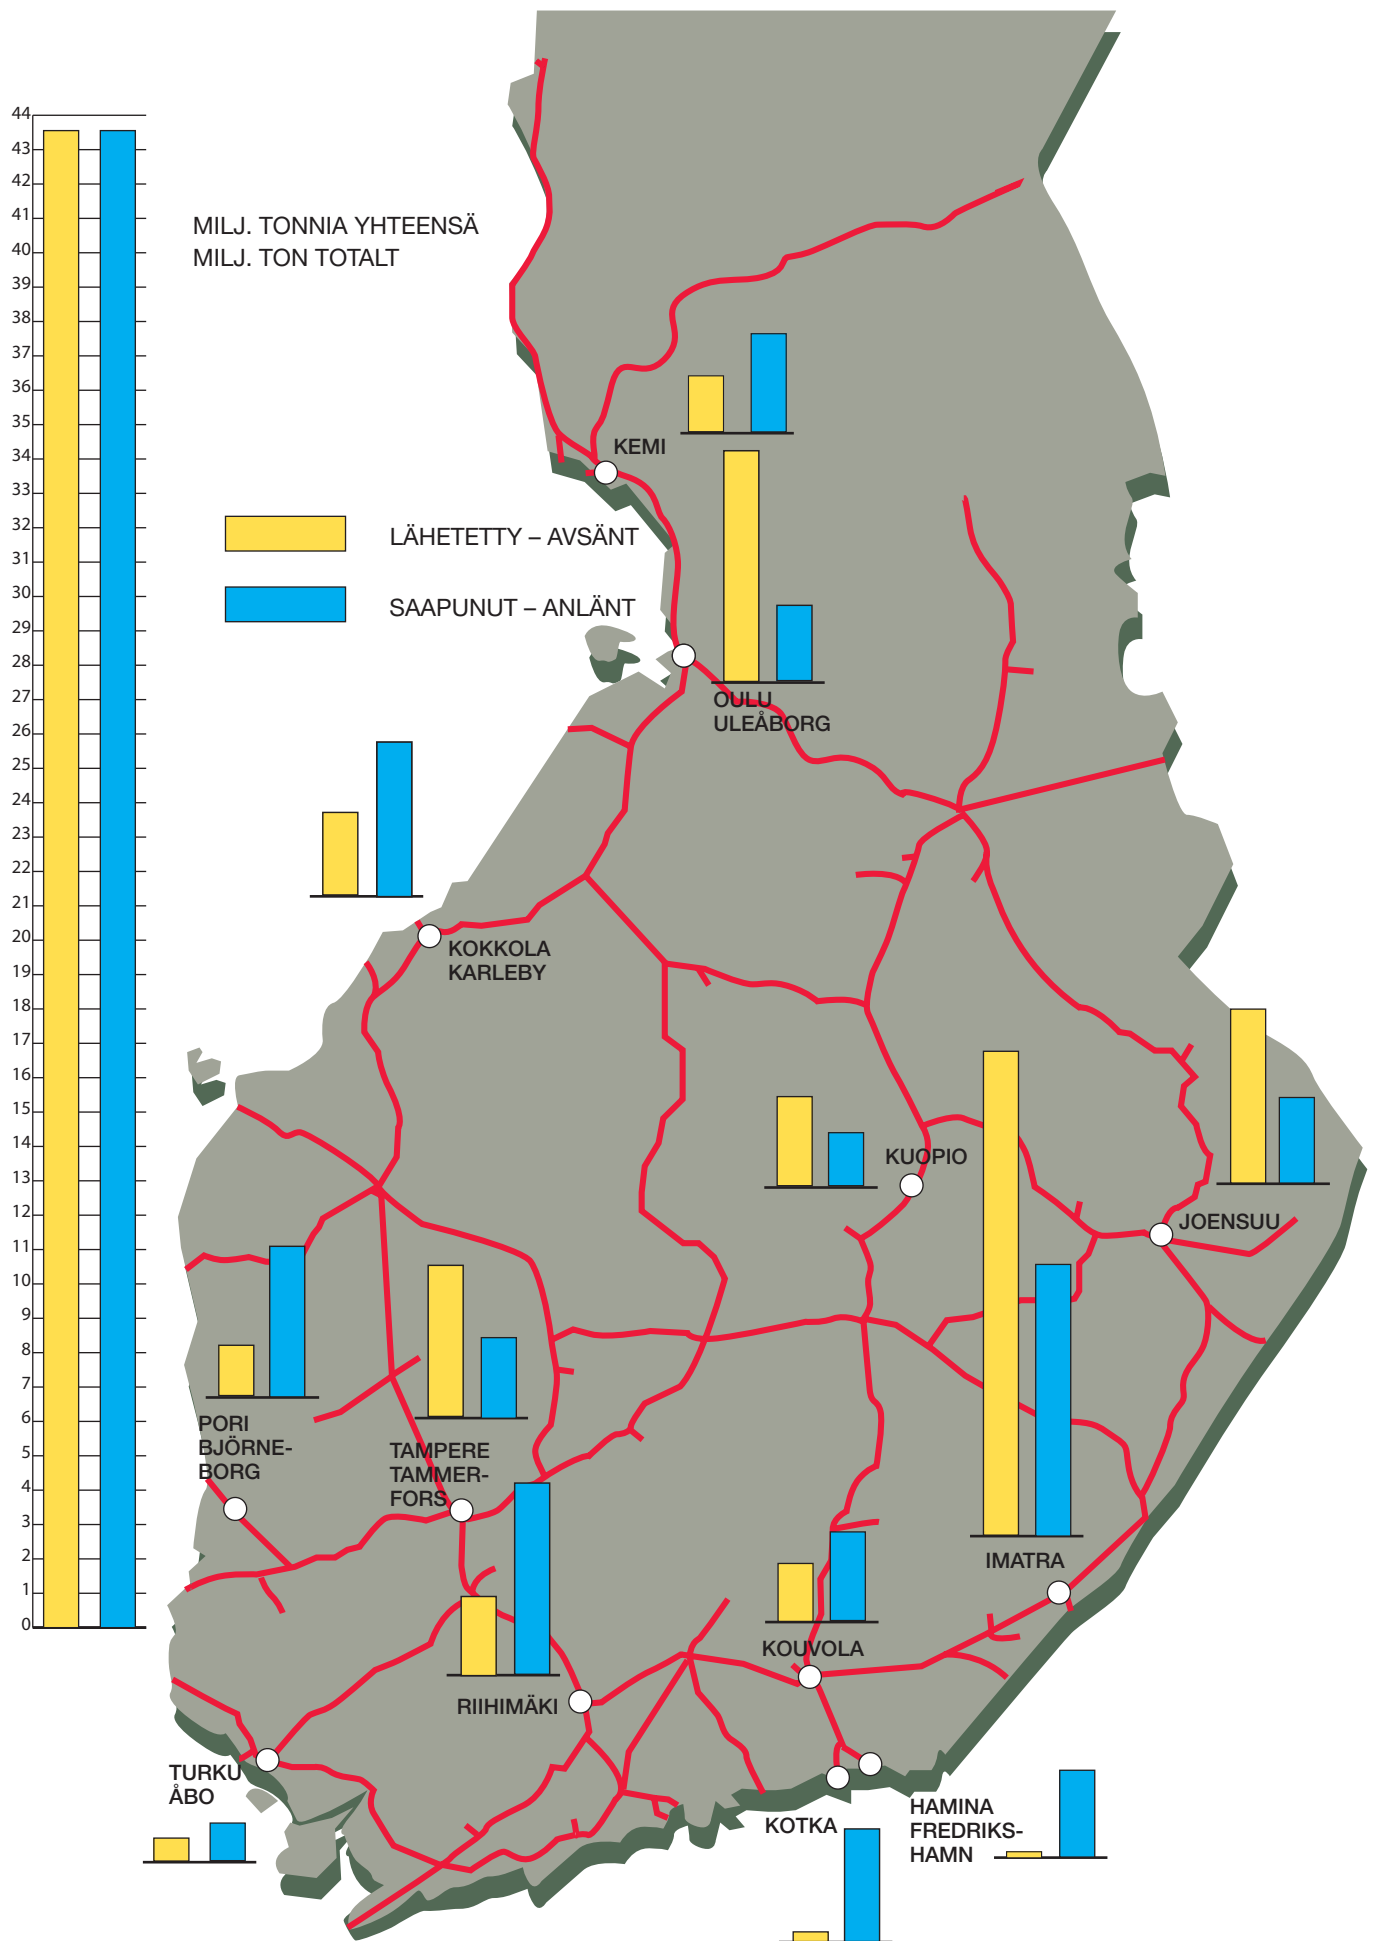 44
43
42
41
40
39
38
37
36
35
34
33
32
31
30
29
28
27
26
25
24
23
22
21
20
19
18
17
16
15
14
13
12
11
10
9
8
7
6
5
4
3
2
1
0
MILJ. TONNIA YHTEENSÄ
MILJ. TON TOTALT
LÄHETETTY – AVSÄNT
SAAPUNUT – ANLÄNT
KEMI
OULU
ULEÅBORG
KOKKOLA
KARLEBY
KUOPIO
JOENSUU
PORI
BJÖRNE-
BORG
TAMPERE
TAMMER-
FORS
IMATRA
KOUVOLA
RIIHIMÄKI
TURKU
ÅBO
KOTKA
HAMINA
FREDRIKS-
HAMN